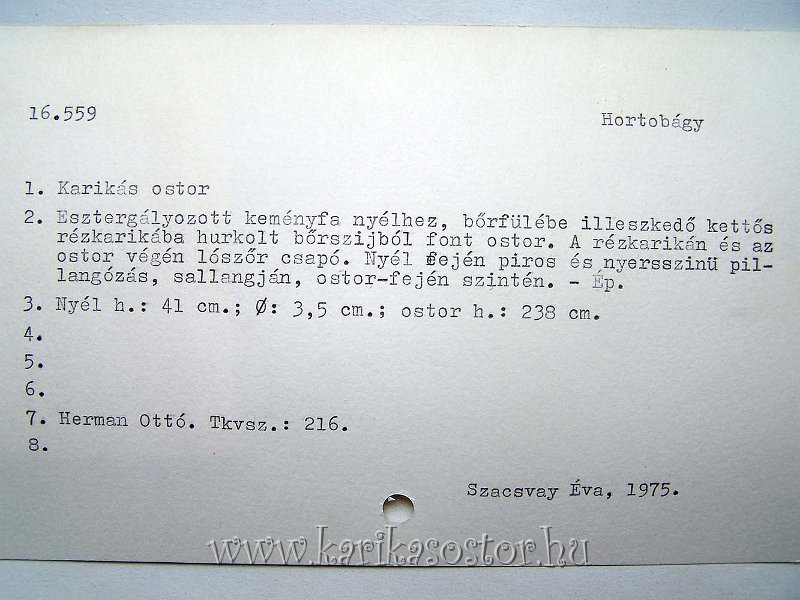 16.559
Hortobágy
1. Karikás ostor
2. Esztergályozott keményfa nyélhez, bőrfülébe illeszkedő kettős
rézkarikába hurkolt bőrszijból font ostor. A rézkarikán és az
ostor végén lószőr csapó. Nyél fején piros és nyersszinü pil-
langózás, sallangján, ostor-fején szintén. - Ép.
3. Nyél h.: 41 cm.; Ø: 3,5 cm.; ostor h.: 238 cm.
4.
5.
6.
7. Herman Ottó. Tkvsz.: 216.
8.
Szacsvay Éva, 1975.
www.karikasostor.hu